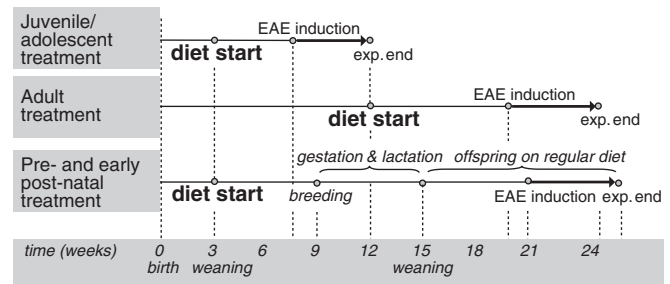 Juvenile/
adolescent
treatment
EAE induction
diet start
exp. end
Adult
treatment
EAE induction
diet start
exp. end
Pre- and early
post-natal
treatment
gestation & lactation offspring on regular diet
diet start
breeding
EAE induction exp. end
time (weeks) 0 3 6 9 12 15 18 21 24
birth weaning weaning